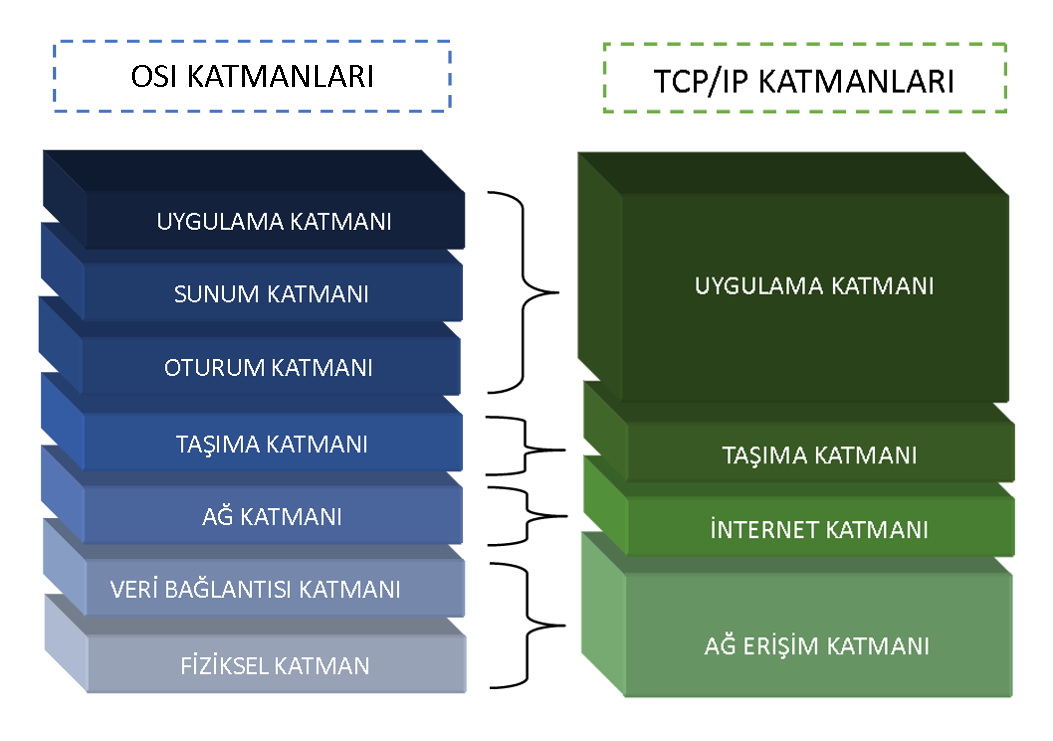 OSI KATMANLARI
UYGULAMA KATMANI
SUNUM KATMANI
OTURUM KATMANI
TAŞIMA KATMANI
AĞ KATMANI
VERİ BAĞLANTISI KATMANI
FİZİKSEL KATMAN
TCP/IP KATMANLARI
UYGULAMA KATMANI
TAŞIMA KATMANI
İNTERNET KATMANI
AĞ ERİŞİM KATMANI